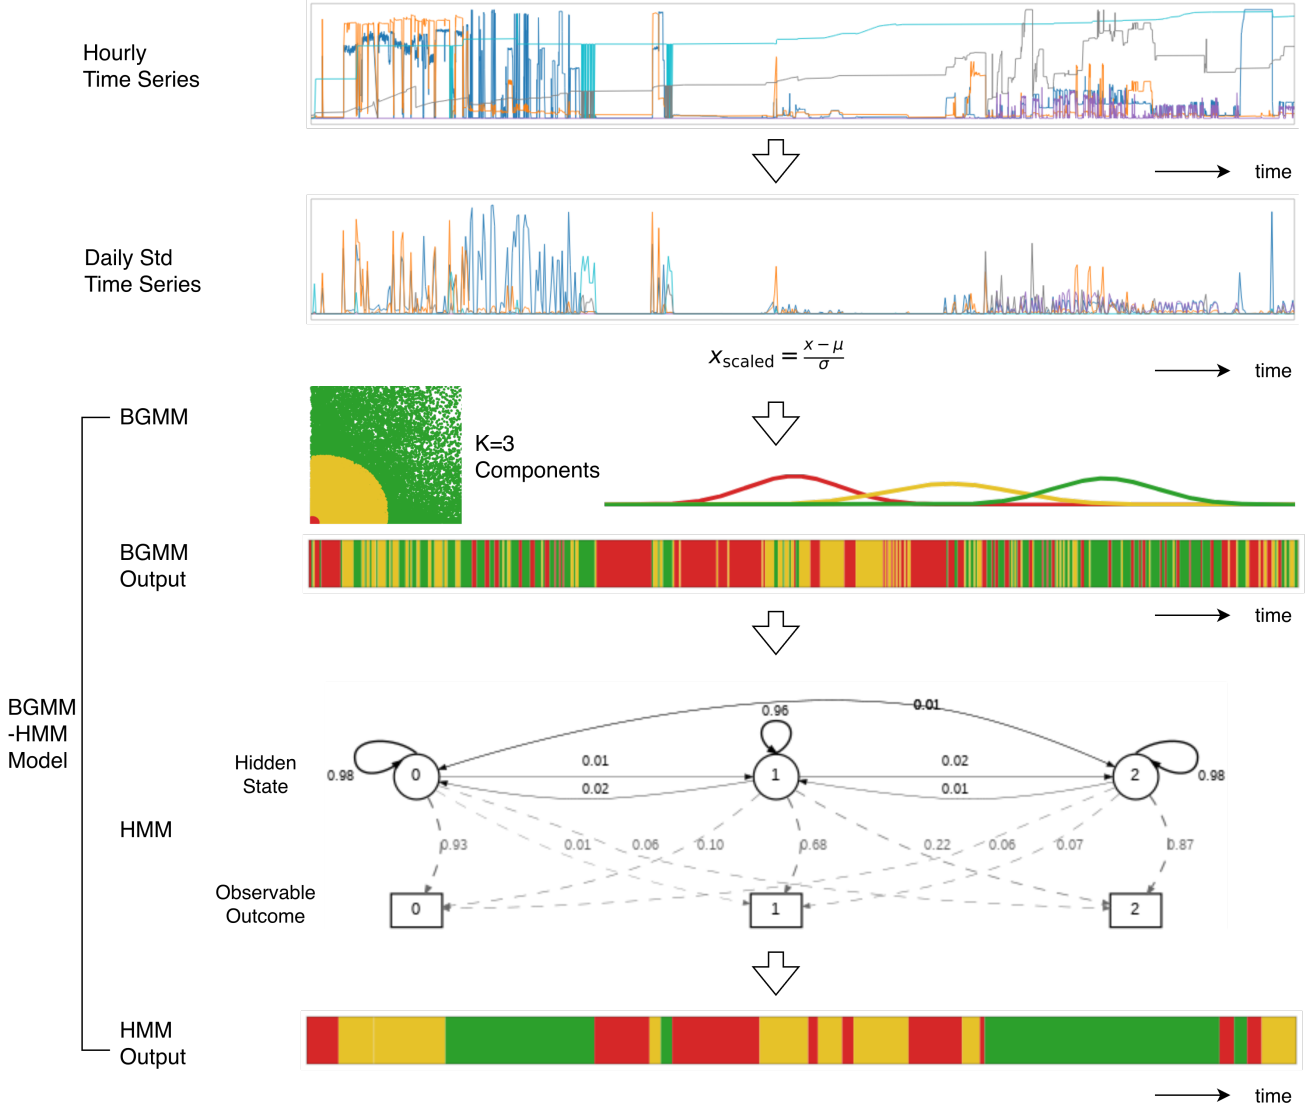 Hourly
Time Series
time
Daily Std
Time Series
x_scaled = (x − μ) / σ
time
BGMM
K=3
Components
BGMM
Output
time
BGMM
-HMM
Model
0.01
0.96
Hidden
State
0.98
0
0.01
0.02
1
0.02
0.01
2
0.98
HMM
0.93
0.01
0.06
0.10
0.68
0.22
0.06
0.07
0.87
Observable
Outcome
0
1
2
HMM
Output
time